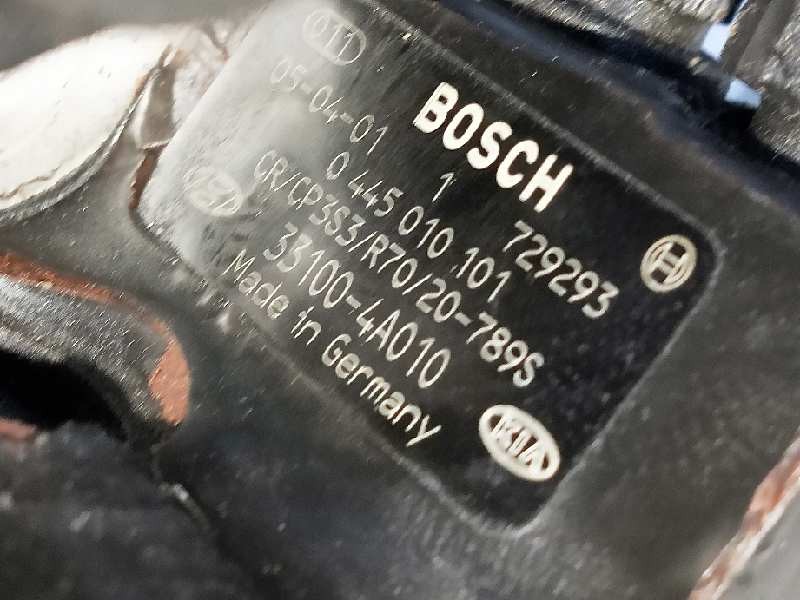 011
BOSCH
05-04-01 1 729293
0 445 010 101
CR/CP3S3/R70/20-789S
33100-4A010
Made in Germany
KIA